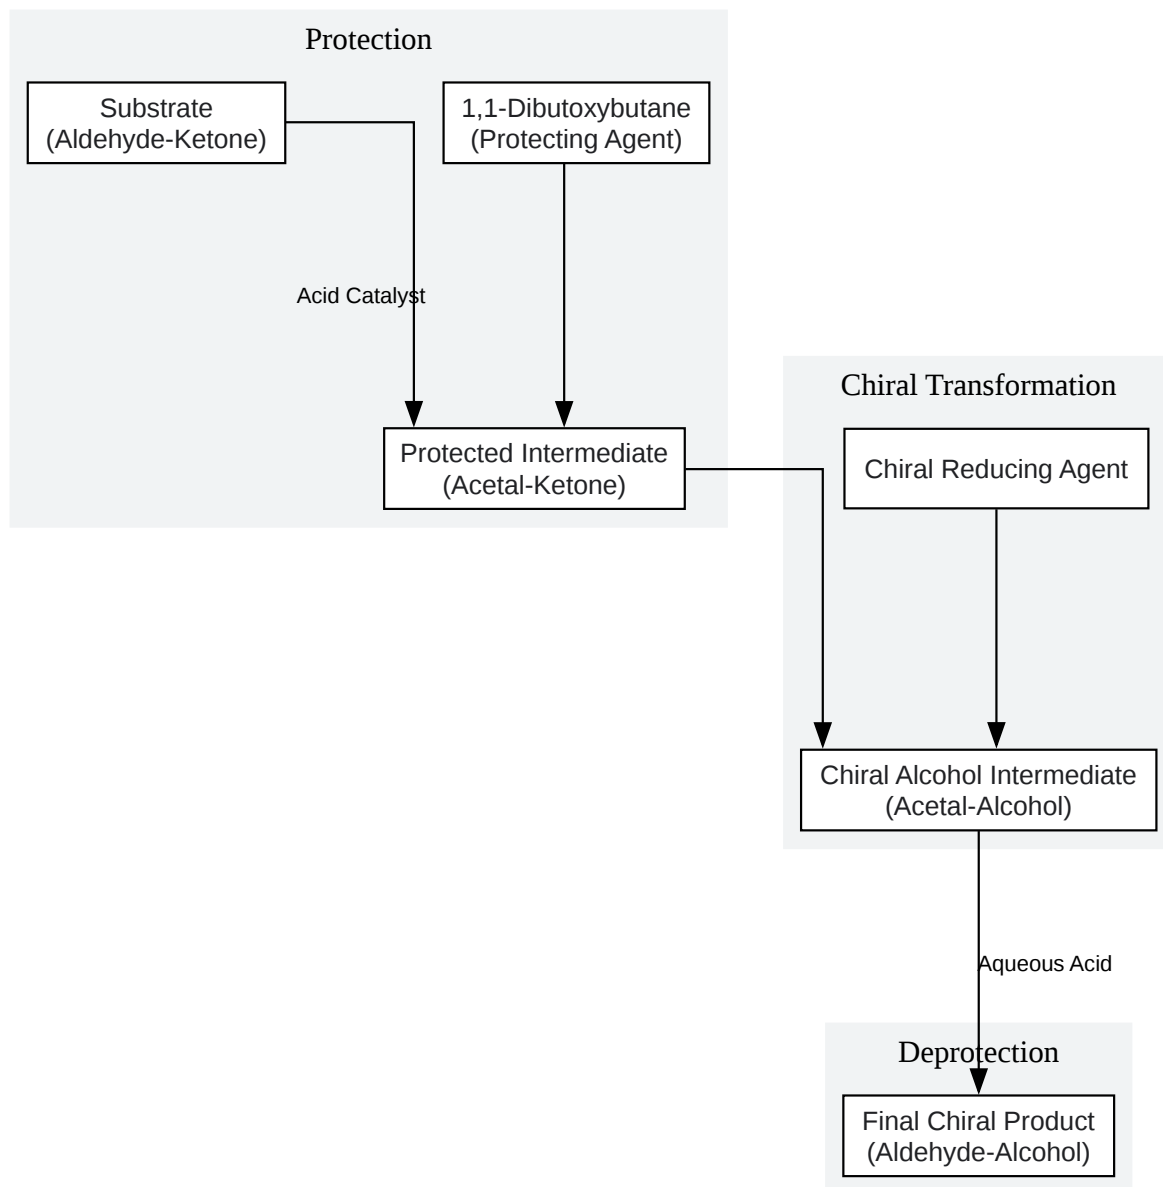 Protection
Substrate
(Aldehyde-Ketone)
1,1-Dibutoxybutane
(Protecting Agent)
Acid Catalyst
Protected Intermediate
(Acetal-Ketone)
Chiral Transformation
Chiral Reducing Agent
Chiral Alcohol Intermediate
(Acetal-Alcohol)
Aqueous Acid
Deprotection
Final Chiral Product
(Aldehyde-Alcohol)